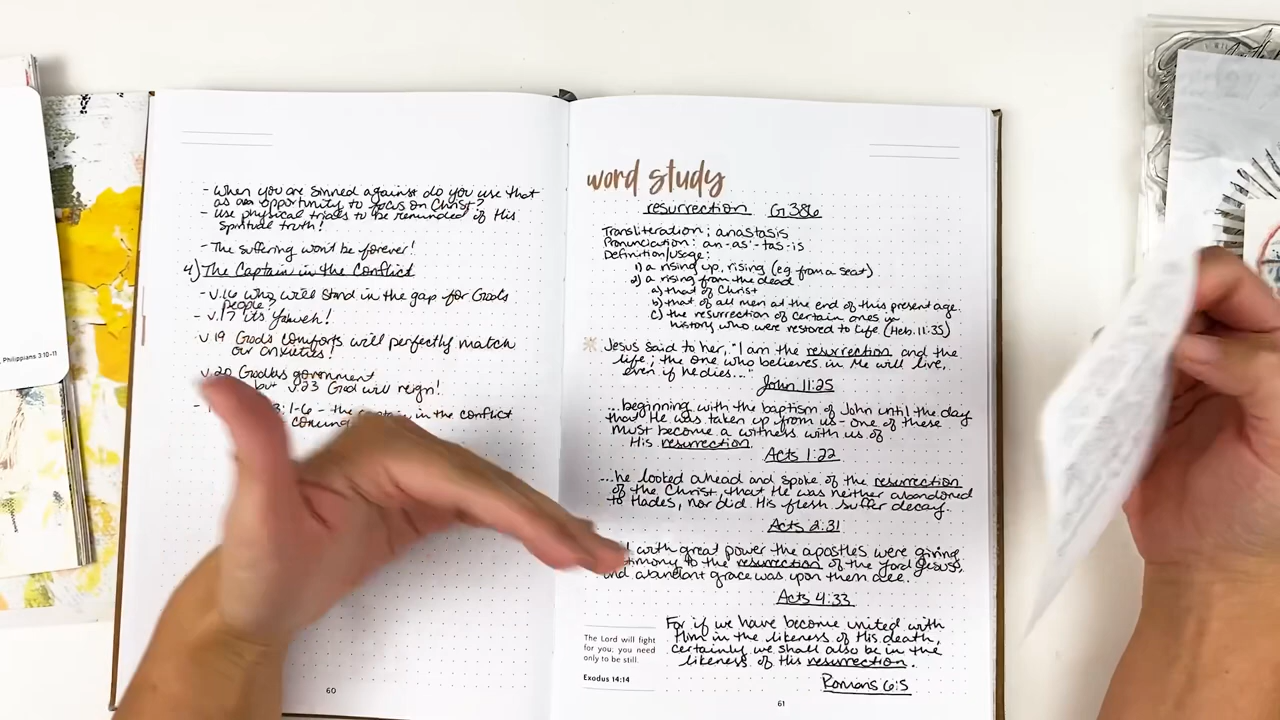 - When you are sinned against do you use that
as an opportunity to focus on Christ?
- Use physical trials to be reminded of His
Spiritual truth!
- The suffering won't be forever!
4) The Captain in the Conflict
- v.16 Who will stand in the gap for God's
people?
- v.17 its Yahweh!
v 19 God's comforts will perfectly match
our anxieties!
v.20 Godless government
but v23 God will reign!
3:1-6 - the captain in the conflict
coming
60
Philippians 3.10-11
word study
resurrection G386
Transliteration: anastasis
Pronunciation: an-as'-tas-is
Definition/Usage:
1) a rising up, rising (eg. from a seat)
2) a rising from the dead
a) that of Christ
b) that of all men at the end of this present age.
c) the resurrection of certain ones in
history who were restored to life (Heb. 11:35)
Jesus said to her, "I am the resurrection and the
life; the one who believes in Me will live,
even if he dies..."
John 11:25
...beginning with the baptism of John until the day
that He was taken up from us - one of these
must become a witness with us of
His resurrection.
Acts 1:22
...he looked ahead and spoke of the resurrection
of the Christ, that He was neither abandoned
to Hades, nor did His flesh suffer decay.
Acts 2:31
with great power the apostles were giving
testimony to the resurrection of the Lord Jesus,
and abundant grace was upon them all.
Acts 4:33
For if we have become united with
Him in the likeness of His death,
certainly we shall also be in the
likeness of His resurrection.
Romans 6:5
The Lord will fight
for you; you need
only to be still.
Exodus 14:14
61